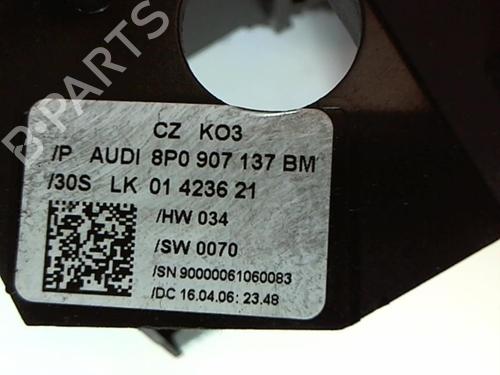 B-PARTS
CZ KO3
/P AUDI 8P0 907 137 BM
/30S LK 01 4236 21
/HW 034
/SW 0070
/SN 90000061060083
/DC 16.04.06: 23.48